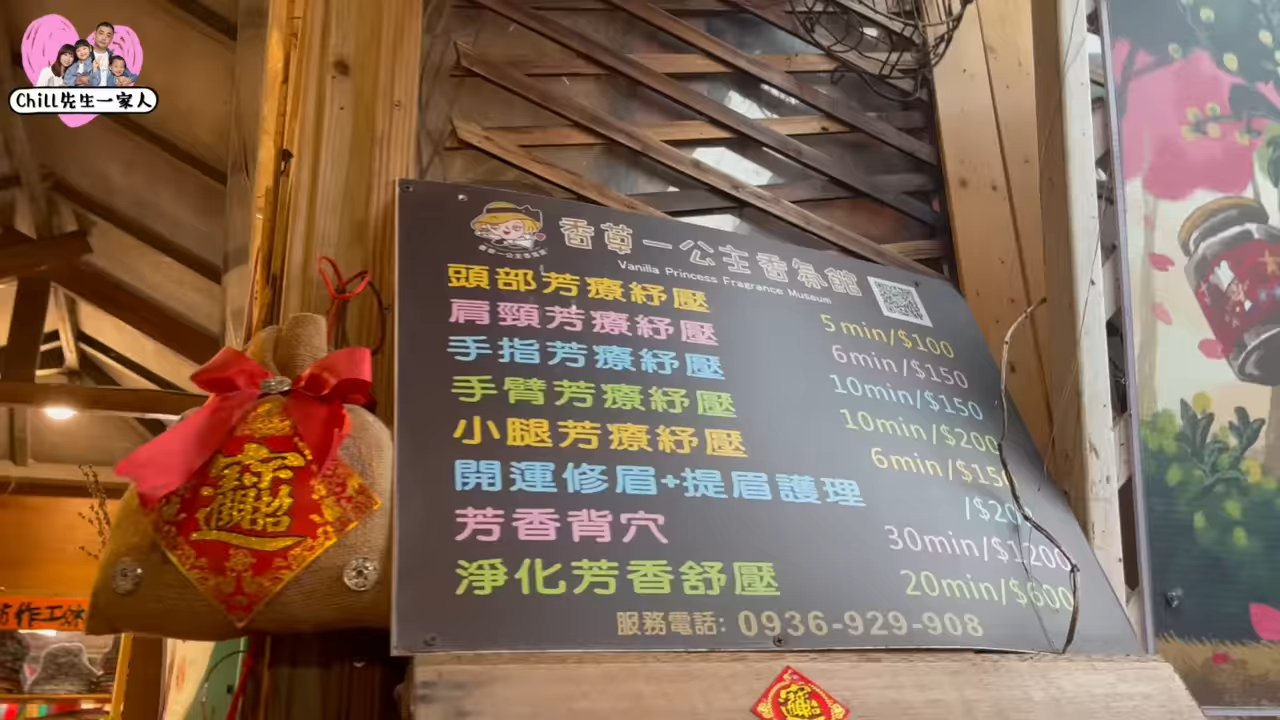 Chill先生一家人
香草一公主香氛館
Vanilla Princess Fragrance Museum
頭部芳療紓壓 5min/$100
肩頸芳療紓壓 6min/$150
手指芳療紓壓 10min/$150
手臂芳療紓壓 10min/$200
小腿芳療紓壓 6min/$150
開運修眉+提眉護理 /$200
芳香背穴 30min/$1200
淨化芳香舒壓 20min/$600
服務電話: 0936-929-908